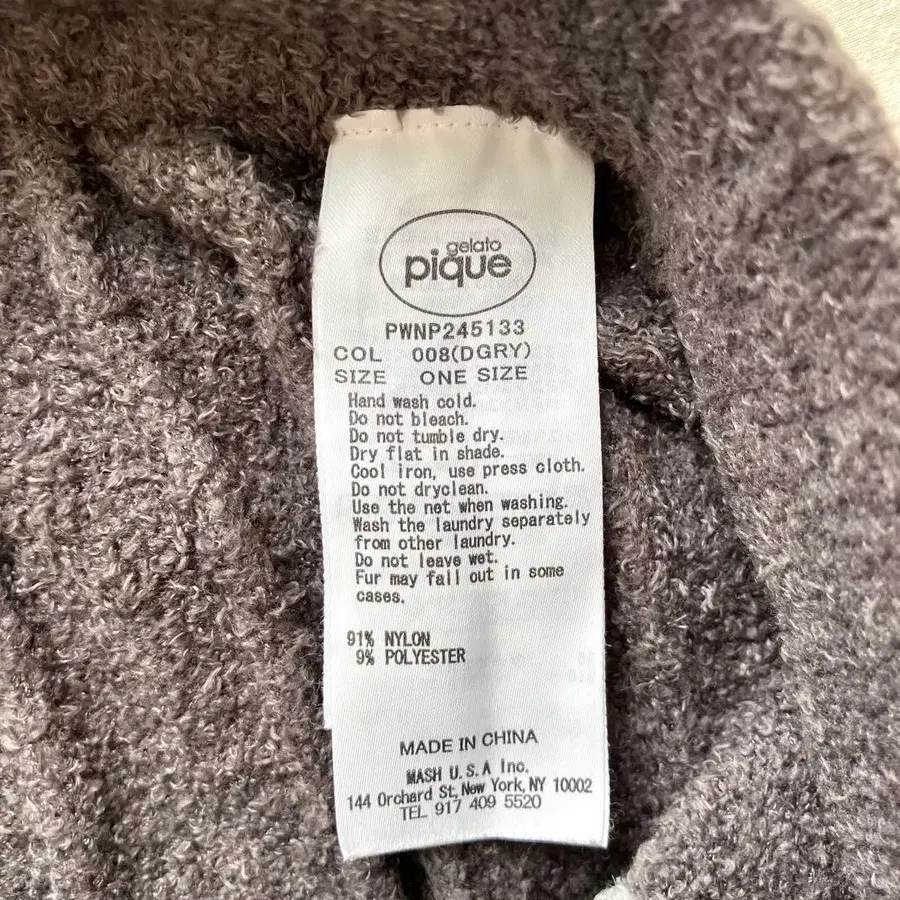 gelato
pique
PWNP245133
COL 008(DGRY)
SIZE ONE SIZE
Hand wash cold.
Do not bleach.
Do not tumble dry.
Dry flat in shade.
Cool iron, use press cloth.
Do not dryclean.
Use the net when washing.
Wash the laundry separately
from other laundry.
Do not leave wet.
Fur may fall out in some
cases.
91% NYLON
9% POLYESTER
MADE IN CHINA
MASH U.S.A Inc.
144 Orchard St, New York, NY 10002
TEL 917 409 5520